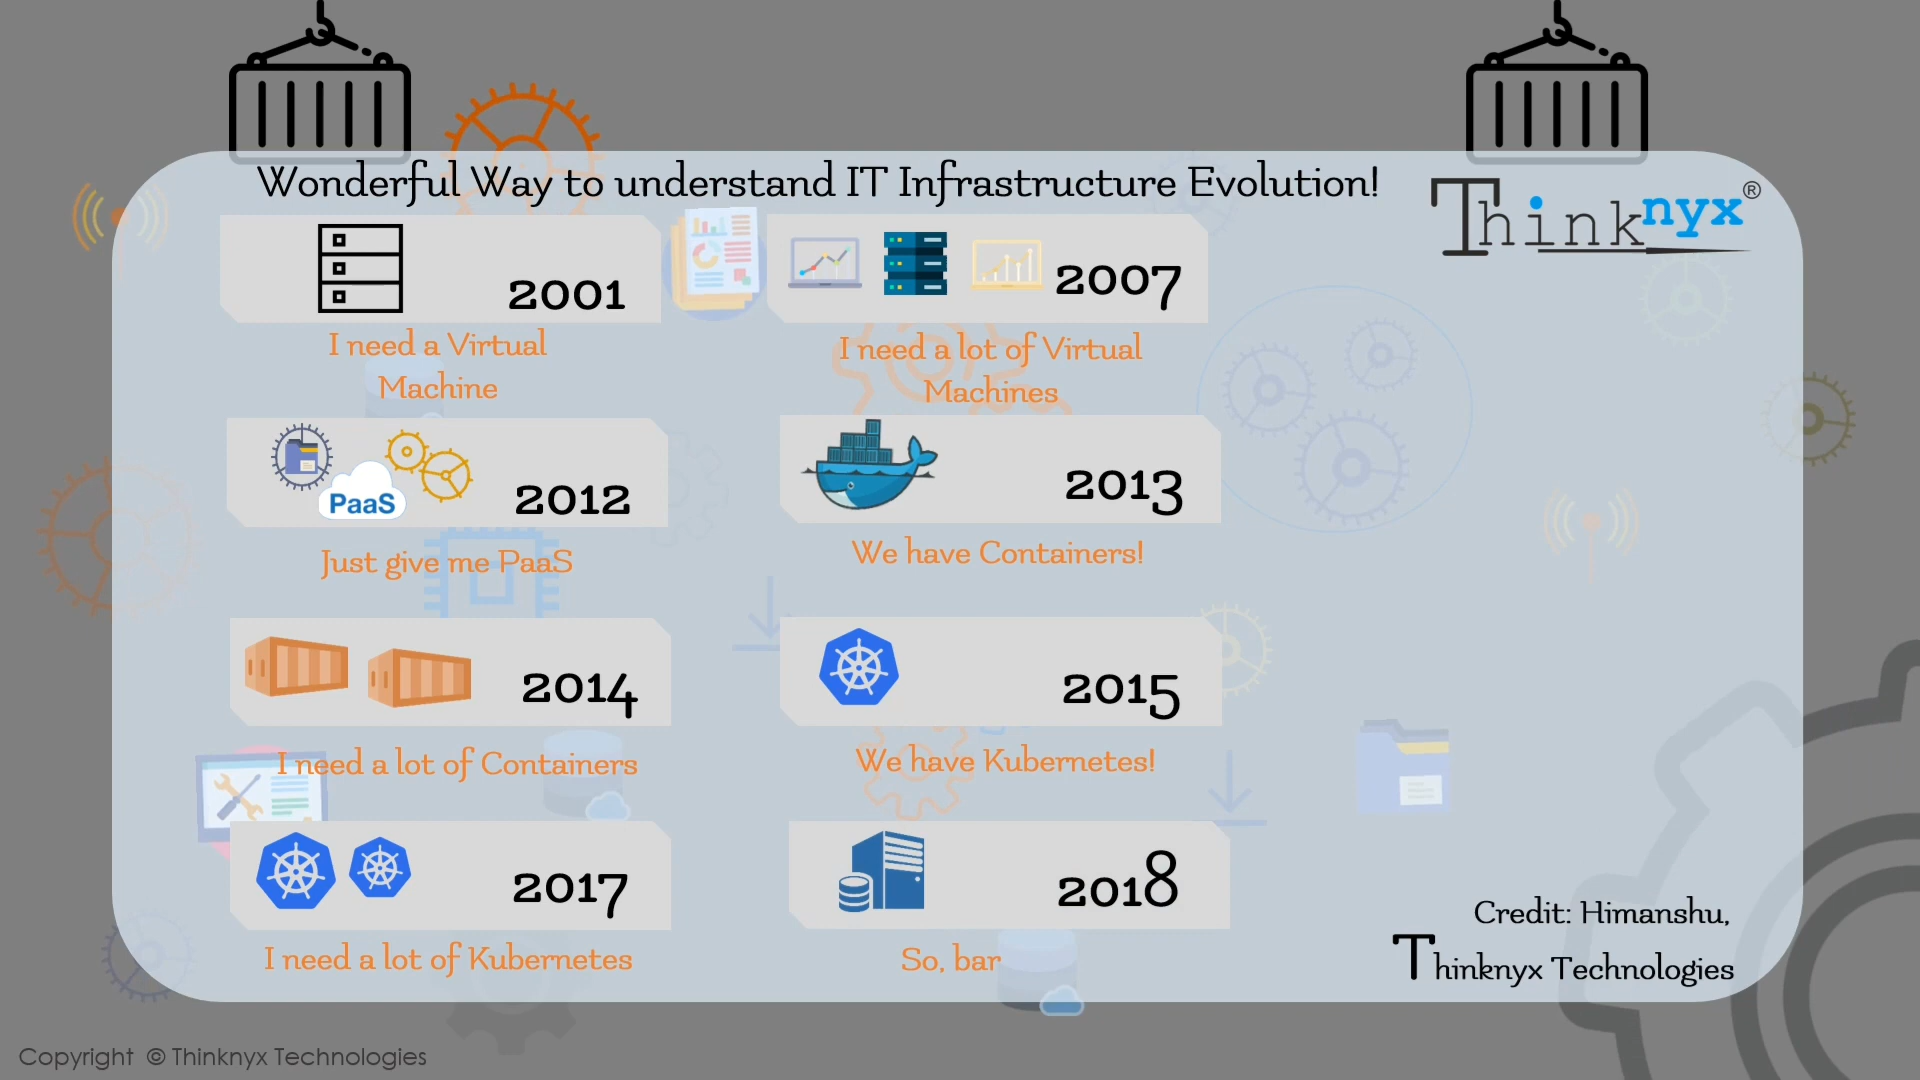 Wonderful Way to understand IT Infrastructure Evolution!
Thinknyx®
2001
I need a Virtual
Machine
2007
I need a lot of Virtual
Machines
PaaS
2012
Just give me PaaS
2013
We have Containers!
2014
I need a lot of Containers
2015
We have Kubernetes!
2017
I need a lot of Kubernetes
2018
So, bar
Credit: Himanshu,
Thinknyx Technologies
Copyright © Thinknyx Technologies